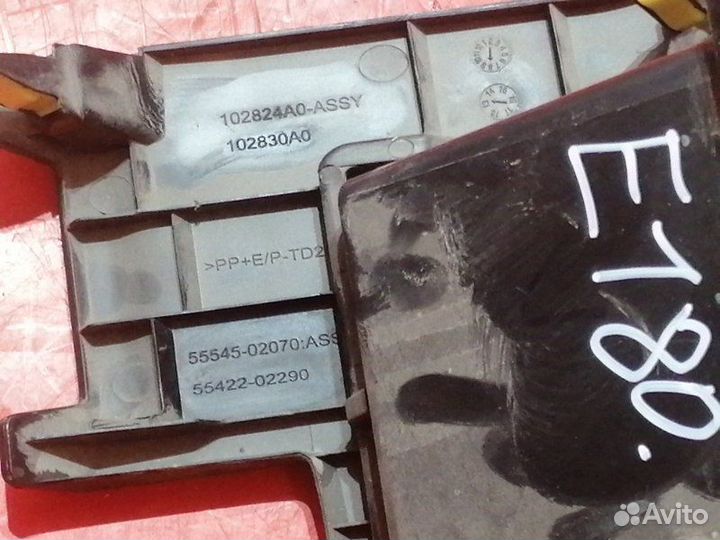 102824A0-ASSY
102830A0
>PP+E/P-TD2
55545-02070:ASS
55422-02290
E180.
Avito